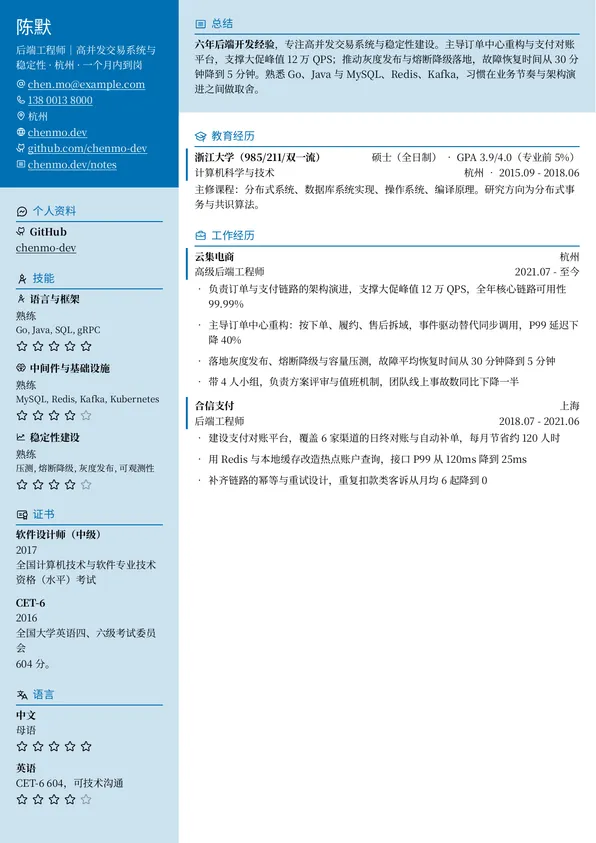 陈默
后端工程师｜高并发交易系统与
稳定性 · 杭州 · 一个月内到岗
chen.mo@example.com
138 0013 8000
杭州
chenmo.dev
github.com/chenmo-dev
chenmo.dev/notes
个人资料
GitHub
chenmo-dev
技能
语言与框架
熟练
Go, Java, SQL, gRPC
中间件与基础设施
熟练
MySQL, Redis, Kafka, Kubernetes
稳定性建设
熟练
压测, 熔断降级, 灰度发布, 可观测性
证书
软件设计师（中级）
2017
全国计算机技术与软件专业技术
资格（水平）考试
CET-6
2016
全国大学英语四、六级考试委员
会
604 分。
语言
中文
母语
英语
CET-6 604，可技术沟通
总结
六年后端开发经验，专注高并发交易系统与稳定性建设。主导订单中心重构与支付对账
平台，支撑大促峰值 12 万 QPS；推动灰度发布与熔断降级落地，故障恢复时间从 30 分
钟降到 5 分钟。熟悉 Go、Java 与 MySQL、Redis、Kafka，习惯在业务节奏与架构演
进之间做取舍。
教育经历
浙江大学（985/211/双一流） 硕士（全日制） · GPA 3.9/4.0（专业前 5%）
计算机科学与技术 杭州 · 2015.09 - 2018.06
主修课程：分布式系统、数据库系统实现、操作系统、编译原理。研究方向为分布式事
务与共识算法。
工作经历
云集电商 杭州
高级后端工程师 2021.07 - 至今
· 负责订单与支付链路的架构演进，支撑大促峰值 12 万 QPS，全年核心链路可用性
99.99%
· 主导订单中心重构：按下单、履约、售后拆域，事件驱动替代同步调用，P99 延迟下
降 40%
· 落地灰度发布、熔断降级与容量压测，故障平均恢复时间从 30 分钟降到 5 分钟
· 带 4 人小组，负责方案评审与值班机制，团队线上事故数同比下降一半
合信支付 上海
后端工程师 2018.07 - 2021.06
· 建设支付对账平台，覆盖 6 家渠道的日终对账与自动补单，每月节省约 120 人时
· 用 Redis 与本地缓存改造热点账户查询，接口 P99 从 120ms 降到 25ms
· 补齐链路的幂等与重试设计，重复扣款类客诉从月均 6 起降到 0